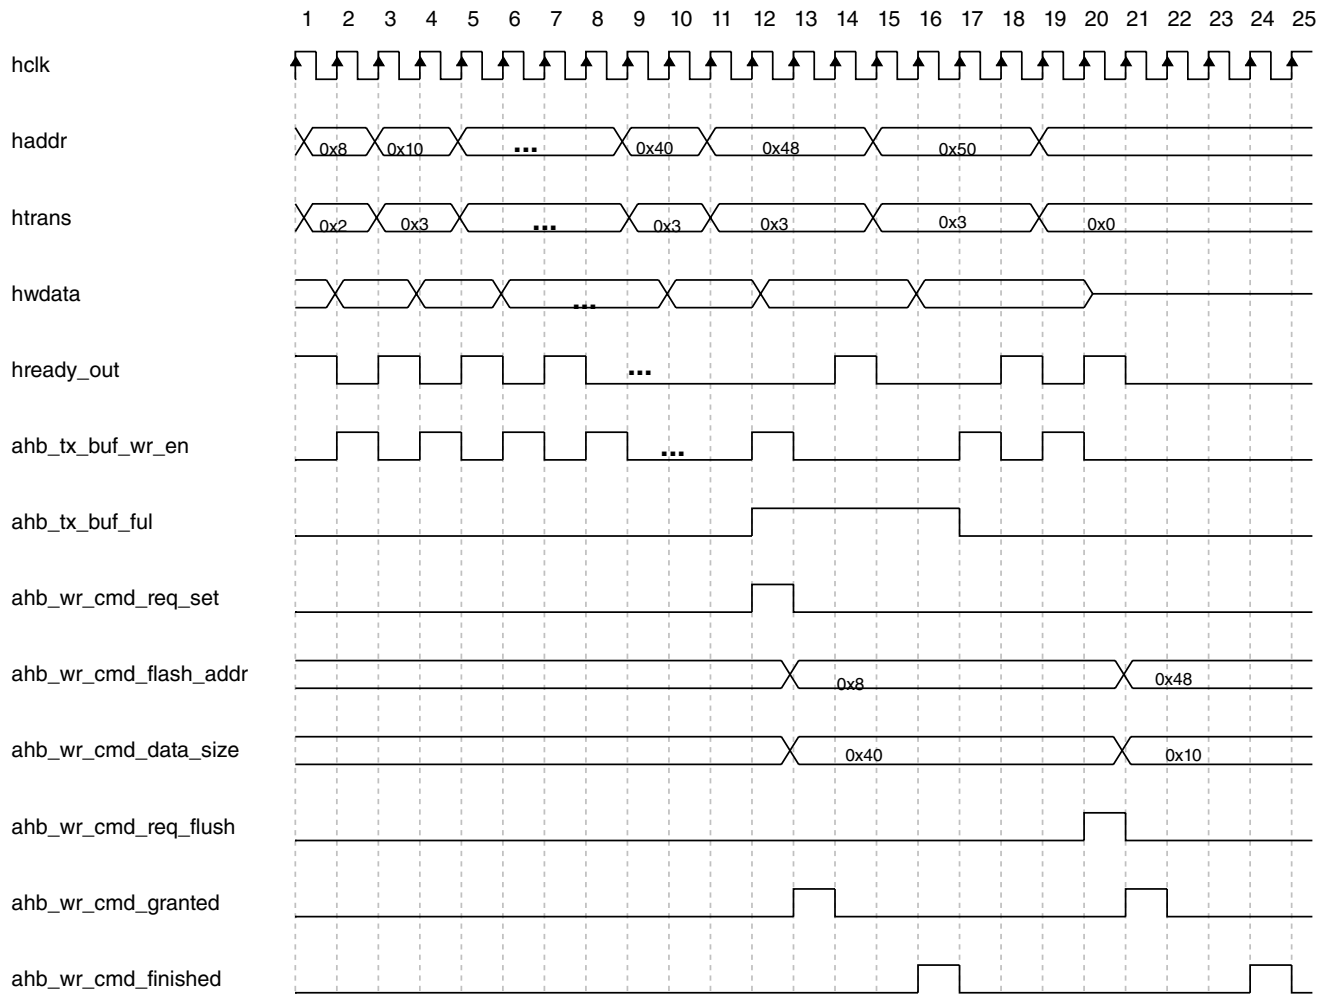 1 2 3 4 5 6 7 8 9 10 11 12 13 14 15 16 17 18 19 20 21 22 23 24 25
hclk
haddr 0x8 0x10 ... 0x40 0x48 0x50
htrans 0x2 0x3 ... 0x3 0x3 0x3 0x0
hwdata ...
hready_out ...
ahb_tx_buf_wr_en ...
ahb_tx_buf_ful
ahb_wr_cmd_req_set
ahb_wr_cmd_flash_addr 0x8 0x48
ahb_wr_cmd_data_size 0x40 0x10
ahb_wr_cmd_req_flush
ahb_wr_cmd_granted
ahb_wr_cmd_finished